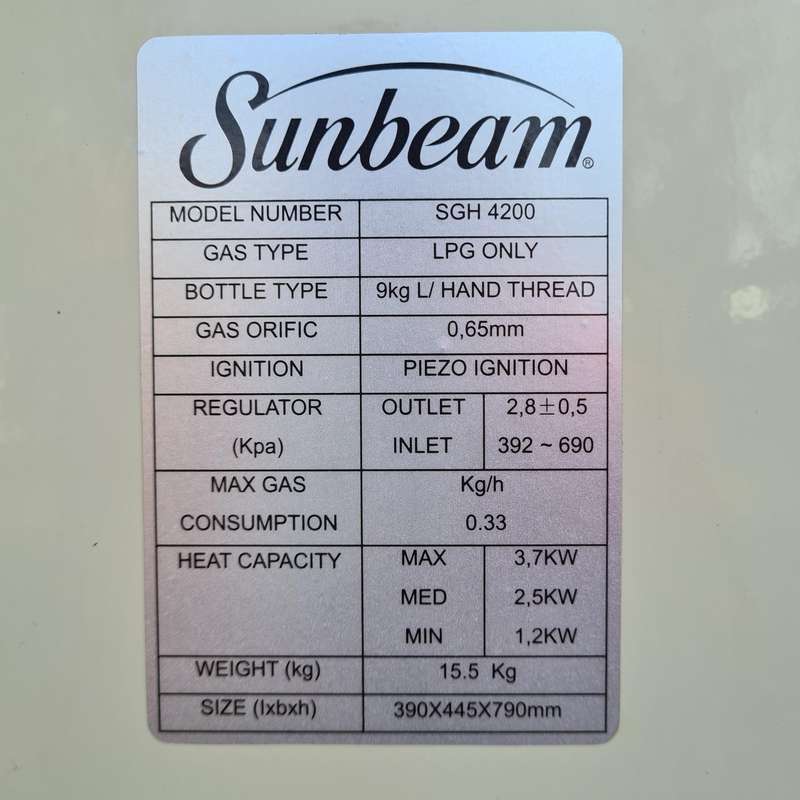 Sunbeam®
MODEL NUMBER SGH 4200
GAS TYPE LPG ONLY
BOTTLE TYPE 9kg L/ HAND THREAD
GAS ORIFIC 0,65mm
IGNITION PIEZO IGNITION
REGULATOR OUTLET 2,8±0,5
(Kpa) INLET 392 ~ 690
MAX GAS Kg/h
CONSUMPTION 0.33
HEAT CAPACITY MAX 3,7KW
MED 2,5KW
MIN 1,2KW
WEIGHT (kg) 15.5 Kg
SIZE (lxbxh) 390X445X790mm